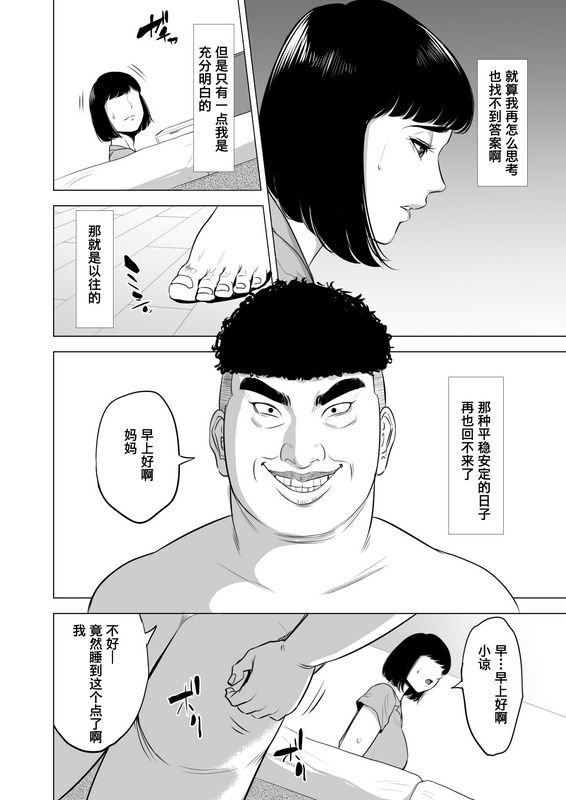 就算我再怎么思考
也找不到答案啊
ガチャ
但是只有一点我是
充分明白的
那就是以往的
那种平稳安定的日子
再也回不来了
早上好啊
妈妈
早…早上好啊
小谅
不好—
竟然睡到这个点了啊
我